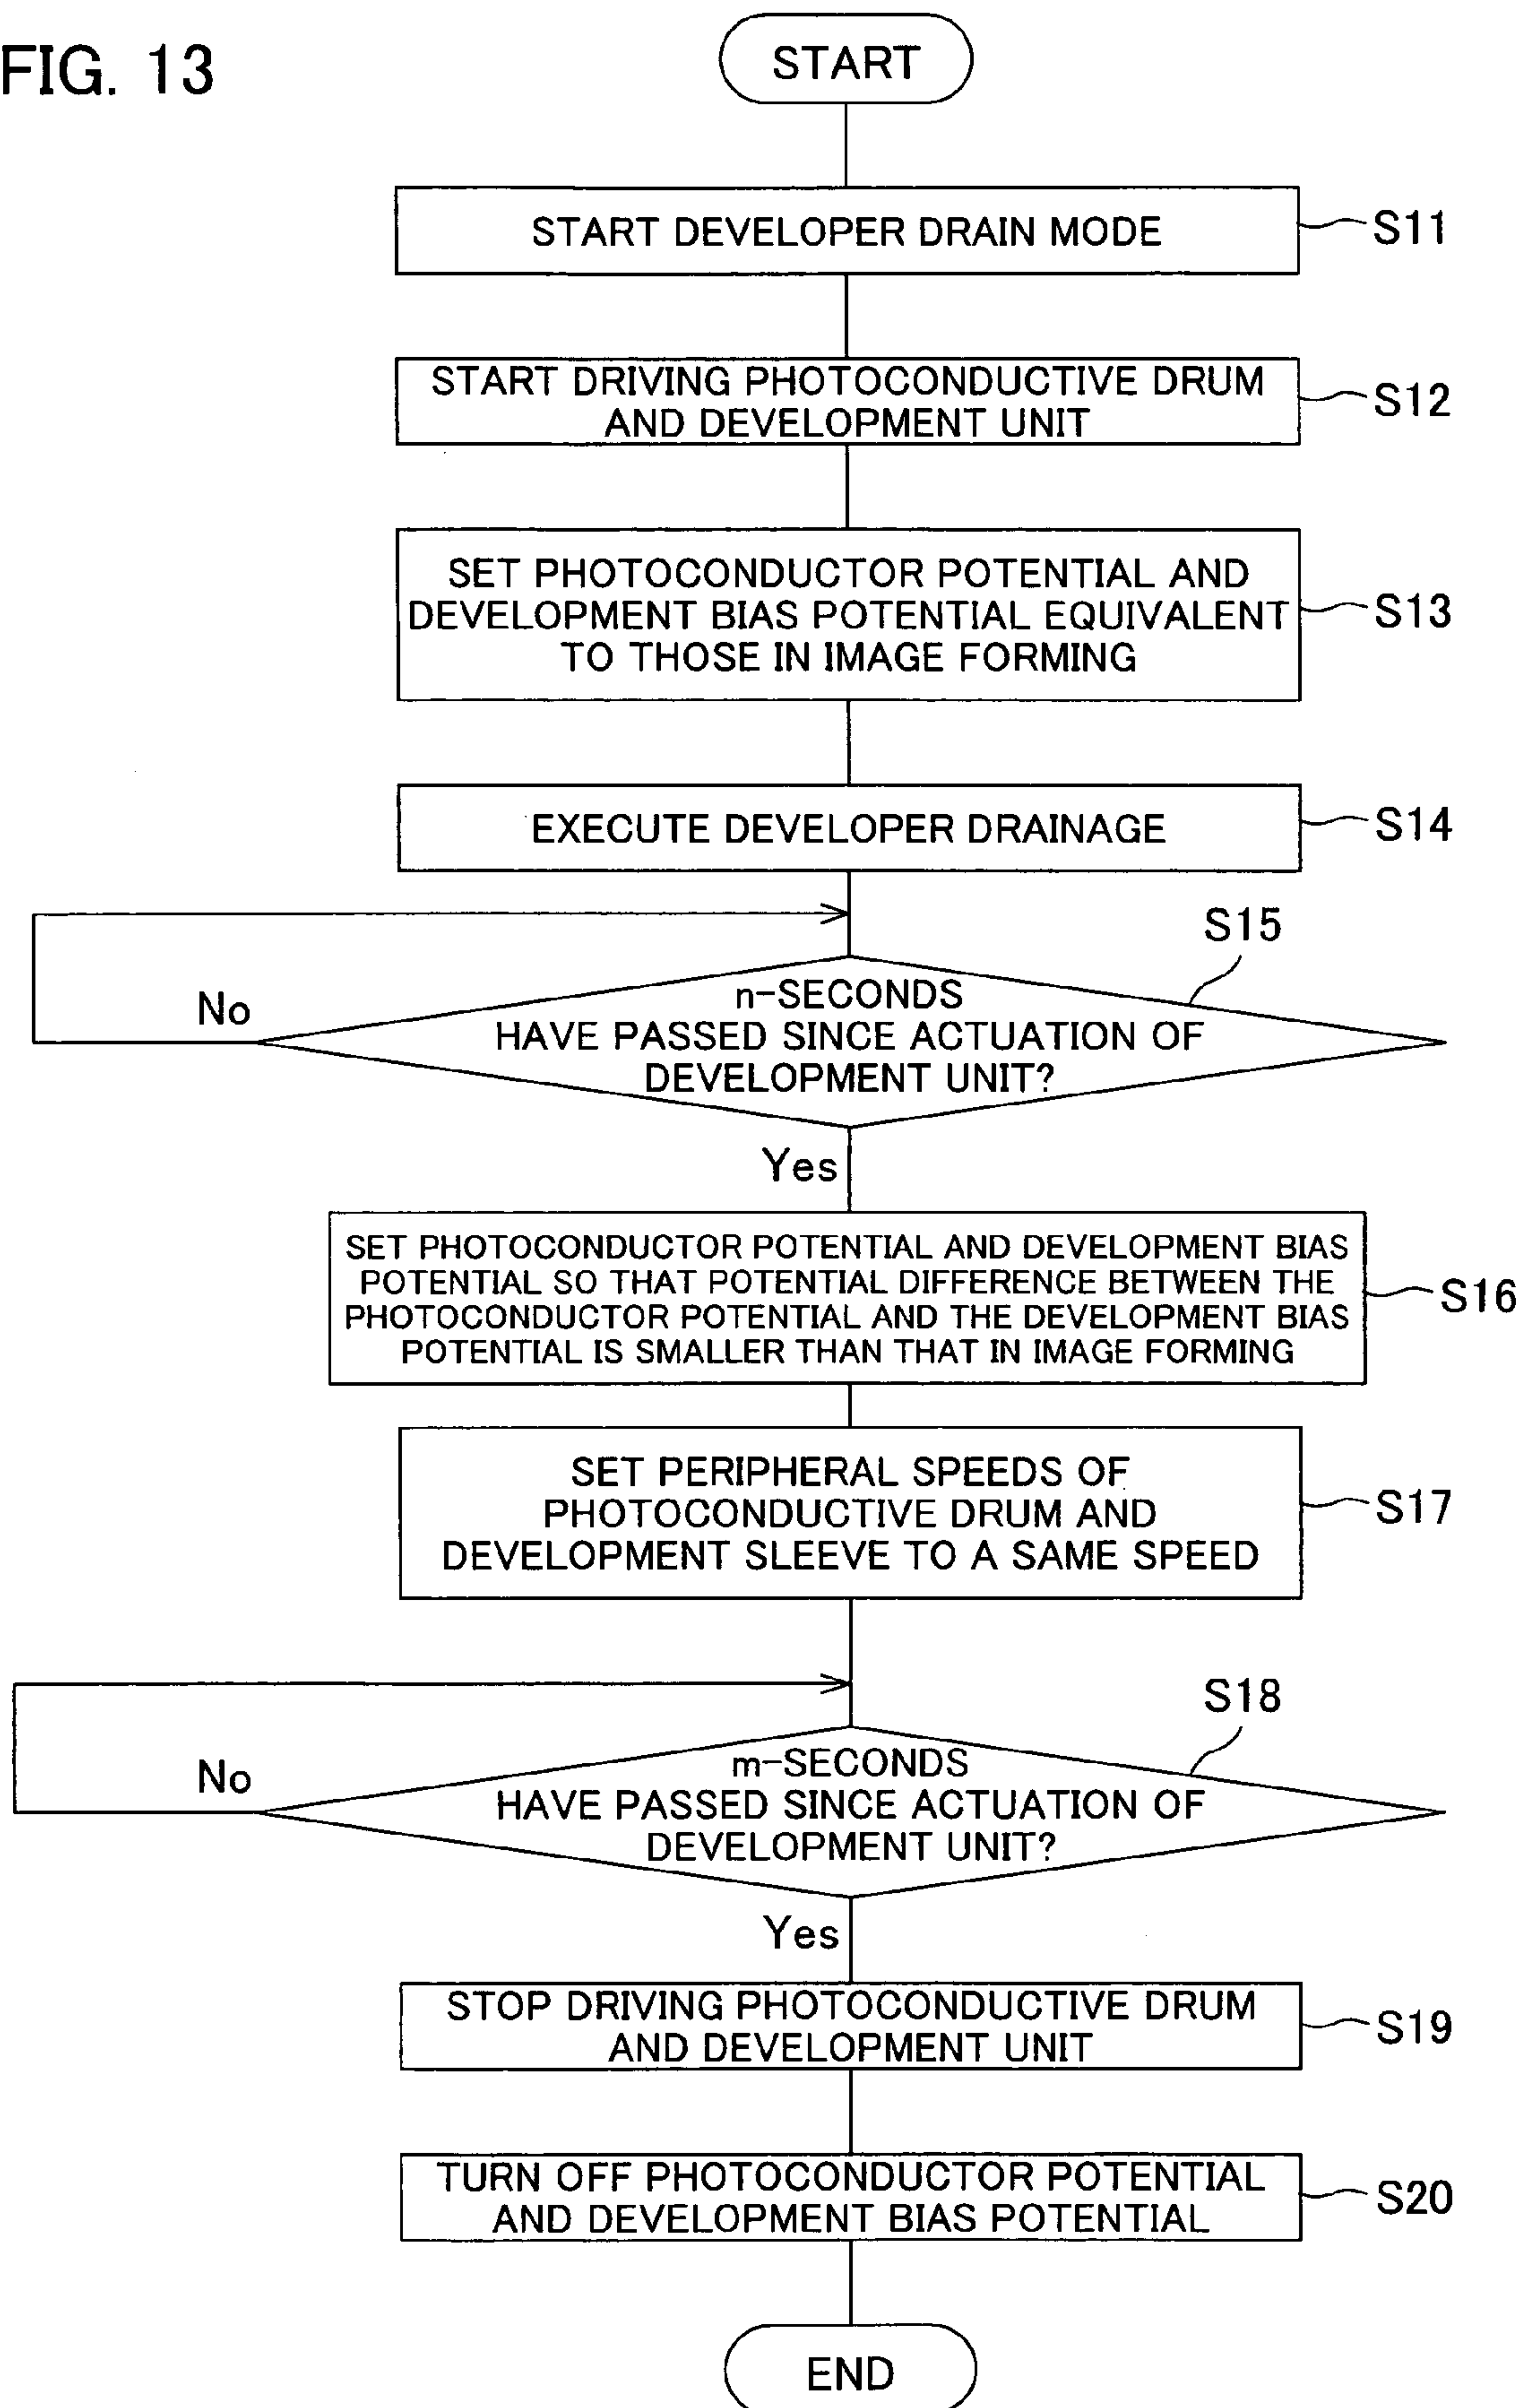 FIG. 13
START
START DEVELOPER DRAIN MODE
S11
START DRIVING PHOTOCONDUCTIVE DRUM
AND DEVELOPMENT UNIT
S12
SET PHOTOCONDUCTOR POTENTIAL AND
DEVELOPMENT BIAS POTENTIAL EQUIVALENT
TO THOSE IN IMAGE FORMING
S13
EXECUTE DEVELOPER DRAINAGE
S14
S15
No
n-SECONDS
HAVE PASSED SINCE ACTUATION OF
DEVELOPMENT UNIT?
Yes
SET PHOTOCONDUCTOR POTENTIAL AND DEVELOPMENT BIAS
POTENTIAL SO THAT POTENTIAL DIFFERENCE BETWEEN THE
PHOTOCONDUCTOR POTENTIAL AND THE DEVELOPMENT BIAS
POTENTIAL IS SMALLER THAN THAT IN IMAGE FORMING
S16
SET PERIPHERAL SPEEDS OF
PHOTOCONDUCTIVE DRUM AND
DEVELOPMENT SLEEVE TO A SAME SPEED
S17
S18
No
m-SECONDS
HAVE PASSED SINCE ACTUATION OF
DEVELOPMENT UNIT?
Yes
STOP DRIVING PHOTOCONDUCTIVE DRUM
AND DEVELOPMENT UNIT
S19
TURN OFF PHOTOCONDUCTOR POTENTIAL
AND DEVELOPMENT BIAS POTENTIAL
S20
END